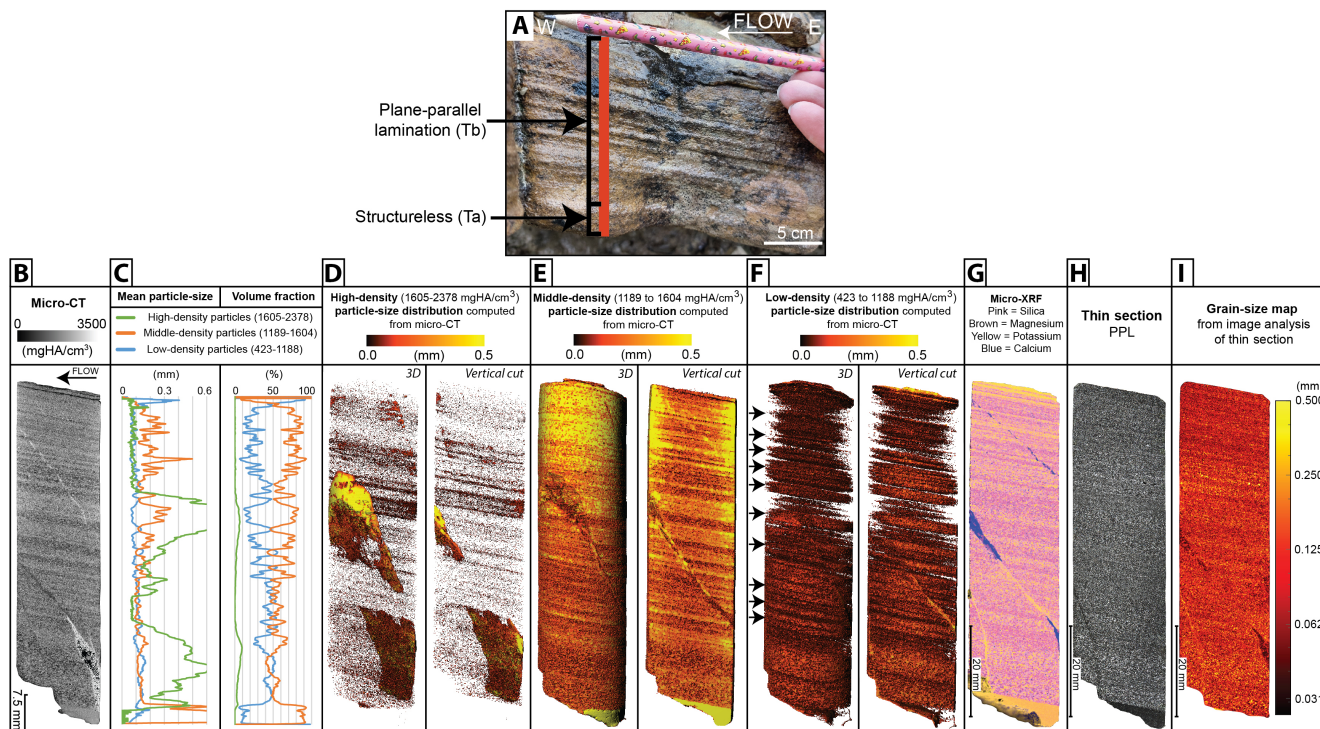 A
W
FLOW
E
Plane-parallel
lamination (Tb)
Structureless (Ta)
5 cm
B
Micro-CT
0
3500
(mgHA/cm³)
FLOW
7.5 mm
C
Mean particle-size
Volume fraction
High-density particles (1605-2378)
Middle-density particles (1189-1604)
Low-density particles (423-1188)
(mm)
(%)
0
0.3
0.6
0
50
100
D
High-density (1605-2378 mgHA/cm³)
particle-size distribution computed
from micro-CT
0.0
(mm)
0.5
3D
Vertical cut
E
Middle-density (1189 to 1604 mgHA/cm³)
particle-size distribution computed
from micro-CT
0.0
(mm)
0.5
3D
Vertical cut
F
Low-density (423 to 1188 mgHA/cm³)
particle-size distribution computed
from micro-CT
0.0
(mm)
0.5
3D
Vertical cut
G
Micro-XRF
Pink = Silica
Brown = Magnesium
Yellow = Potassium
Blue = Calcium
20 mm
H
Thin section
PPL
20 mm
I
Grain-size map
from image analysis
of thin section
20 mm
(mm
0.500
0.250
0.125
0.062
0.031